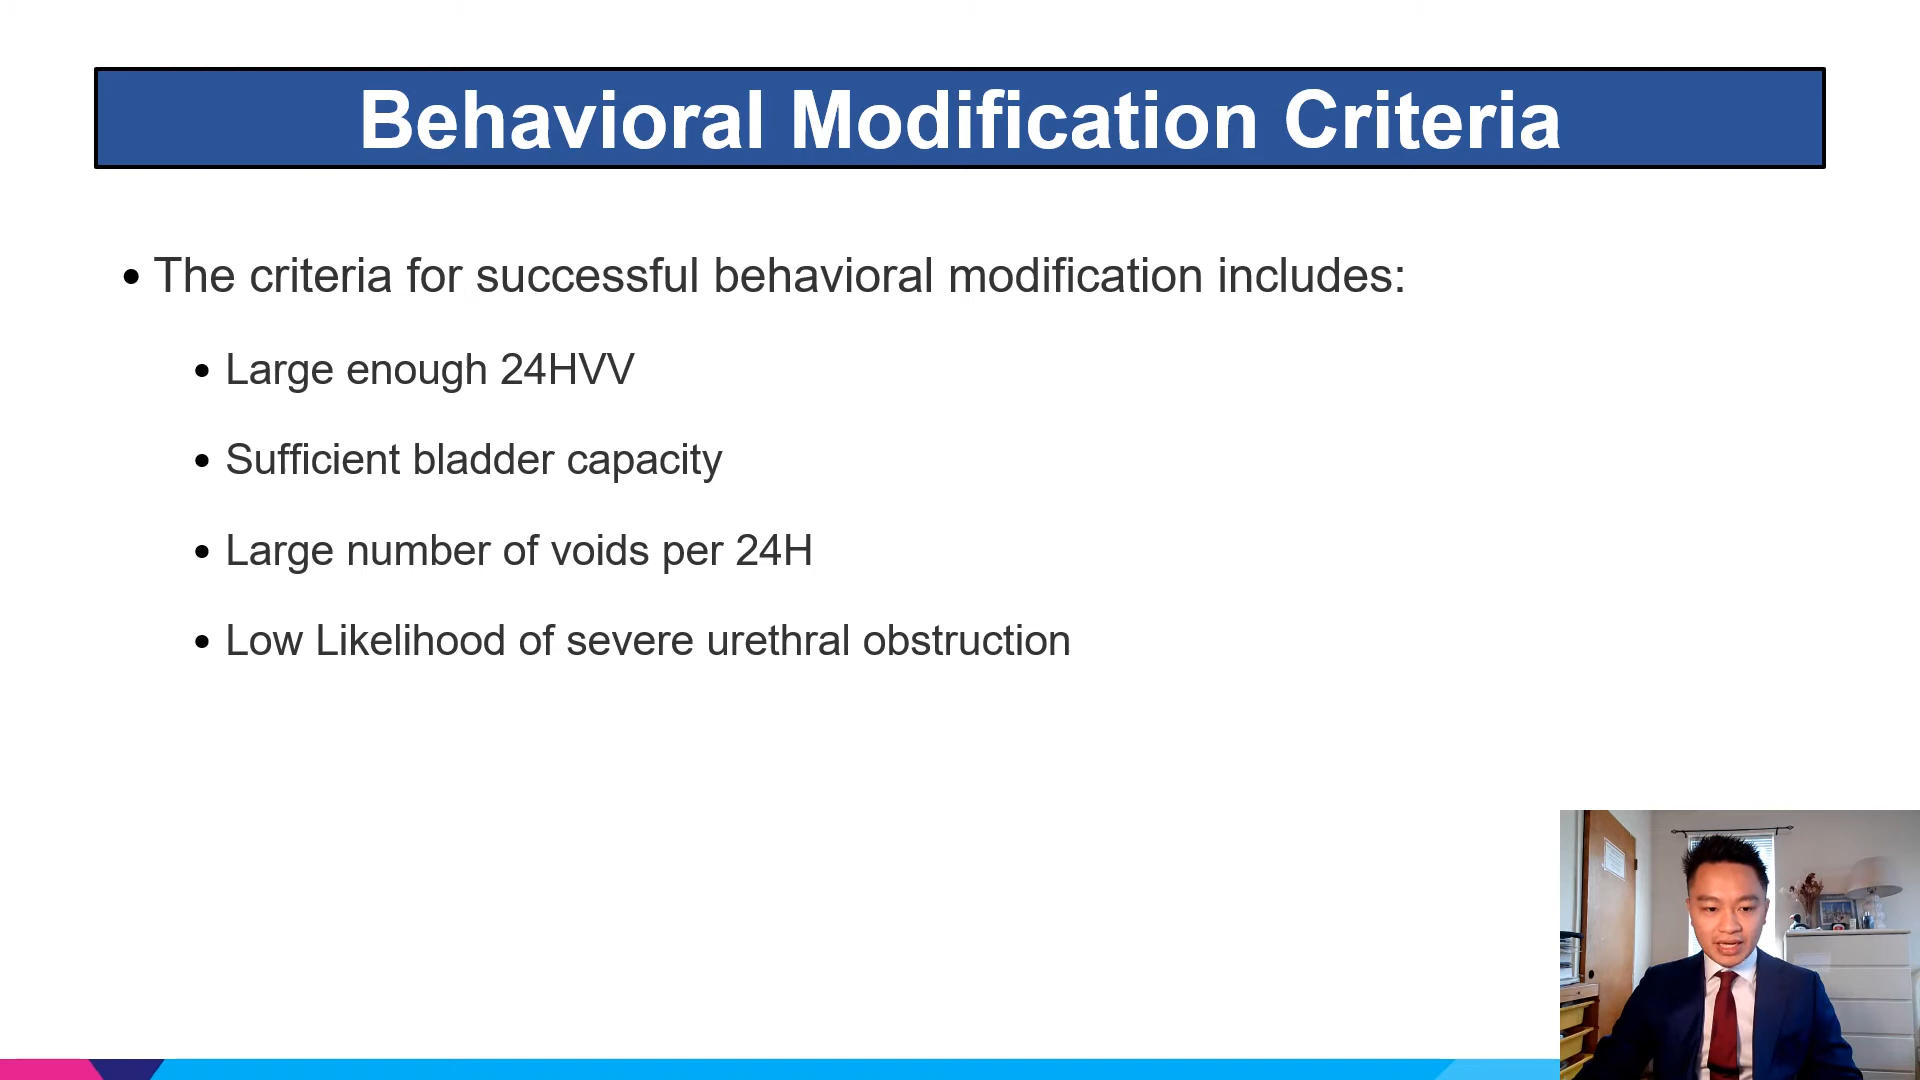 Behavioral Modification Criteria
• The criteria for successful behavioral modification includes:
• Large enough 24HVV
• Sufficient bladder capacity
• Large number of voids per 24H
• Low Likelihood of severe urethral obstruction